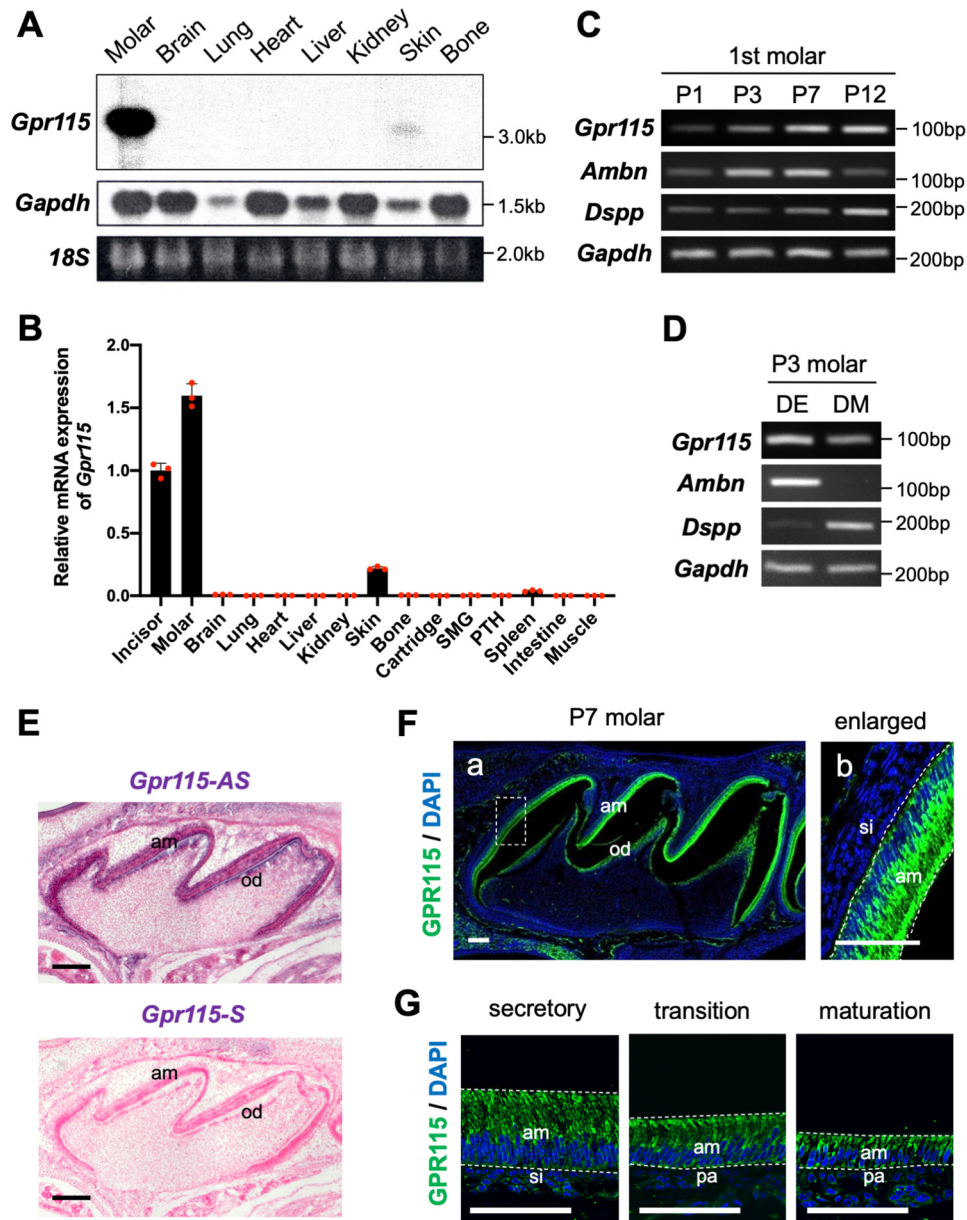 A
Molar Brain Lung Heart Liver Kidney Skin Bone
Gpr115
3.0kb
Gapdh
1.5kb
18S
2.0kb
C
1st molar
P1 P3 P7 P12
Gpr115
100bp
Ambn
100bp
Dspp
200bp
Gapdh
200bp
B
Relative mRNA expression
of Gpr115
2.0
1.5
1.0
0.5
0.0
Incisor Molar Brain Lung Heart Liver Kidney Skin Bone Cartridge SMG PTH Spleen Intestine Muscle
D
P3 molar
DE DM
Gpr115
100bp
Ambn
100bp
Dspp
200bp
Gapdh
200bp
E
Gpr115-AS
am
od
Gpr115-S
am
od
F
P7 molar
enlarged
GPR115 / DAPI
a
am
od
b
si
am
G
secretory transition maturation
GPR115 / DAPI
am
si
am
pa
am
pa